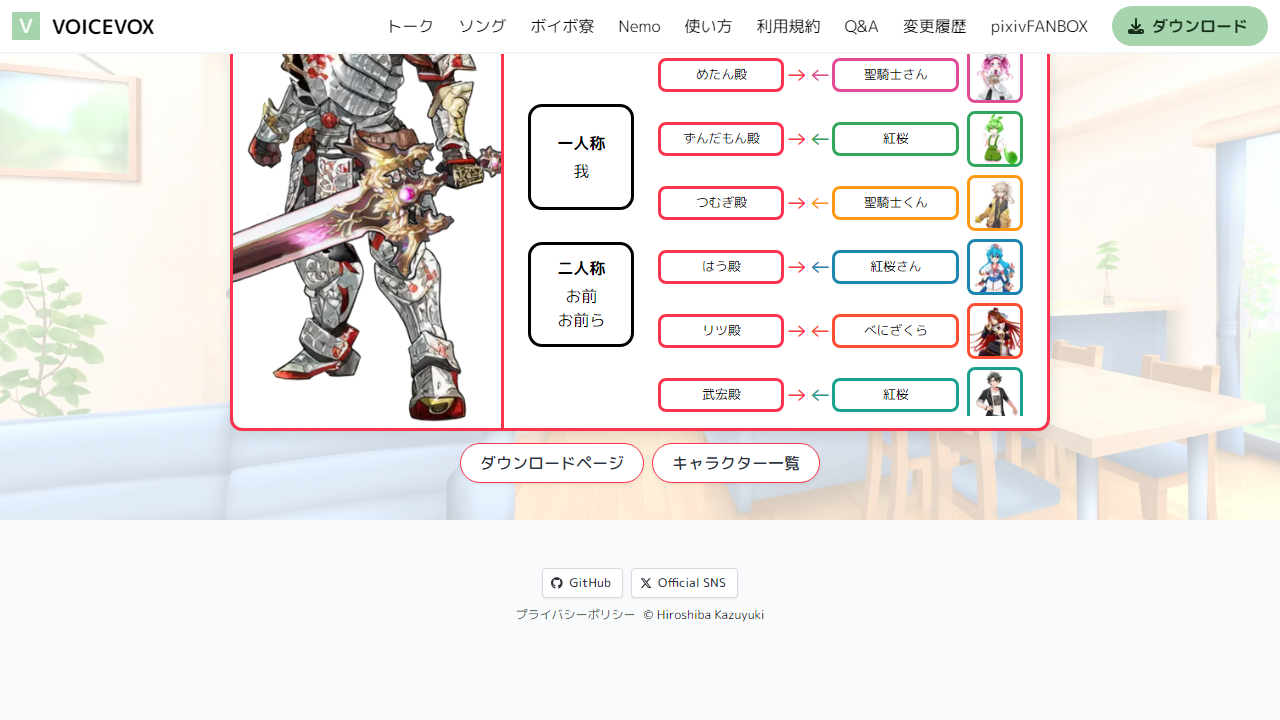 V VOICEVOX トーク ソング ボイボ寮 Nemo 使い方 利用規約 Q&A 変更履歴 pixivFANBOX ダウンロード
めたん殿 → ← 聖騎士さん
一人称
我
ずんだもん殿 → ← 紅桜
つむぎ殿 → ← 聖騎士くん
二人称
お前
お前ら
はう殿 → ← 紅桜さん
リツ殿 → ← べにざくら
武宏殿 → ← 紅桜
ダウンロードページ キャラクター一覧
GitHub Official SNS
プライバシーポリシー © Hiroshiba Kazuyuki